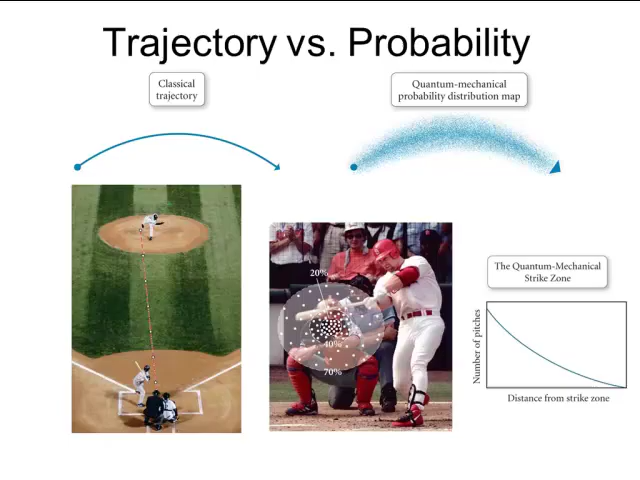 Trajectory vs. Probability
Classical
trajectory
Quantum-mechanical
probability distribution map
20%
40%
70%
The Quantum-Mechanical
Strike Zone
Number of pitches
Distance from strike zone